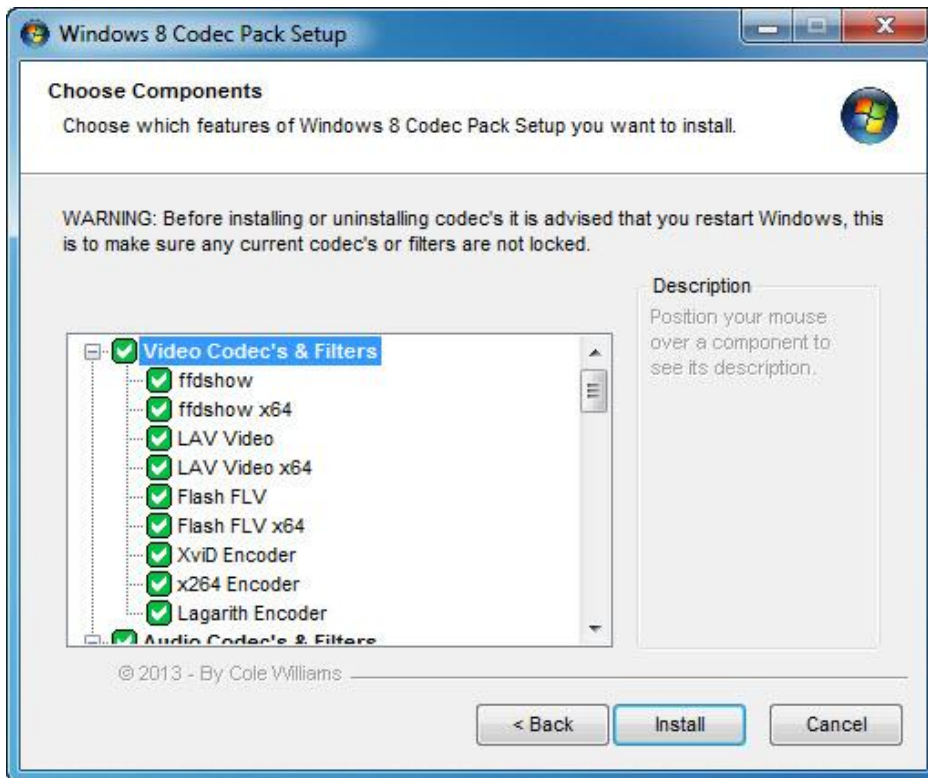 Windows 8 Codec Pack Setup
Choose Components
Choose which features of Windows 8 Codec Pack Setup you want to install.
WARNING: Before installing or uninstalling codec's it is advised that you restart Windows, this
is to make sure any current codec's or filters are not locked.
Video Codec's & Filters
ffdshow
ffdshow x64
LAV Video
LAV Video x64
Flash FLV
Flash FLV x64
XviD Encoder
x264 Encoder
Lagarith Encoder
Audio Codec's & Filters
Description
Position your mouse
over a component to
see its description.
© 2013 - By Cole Williams
< Back
Install
Cancel